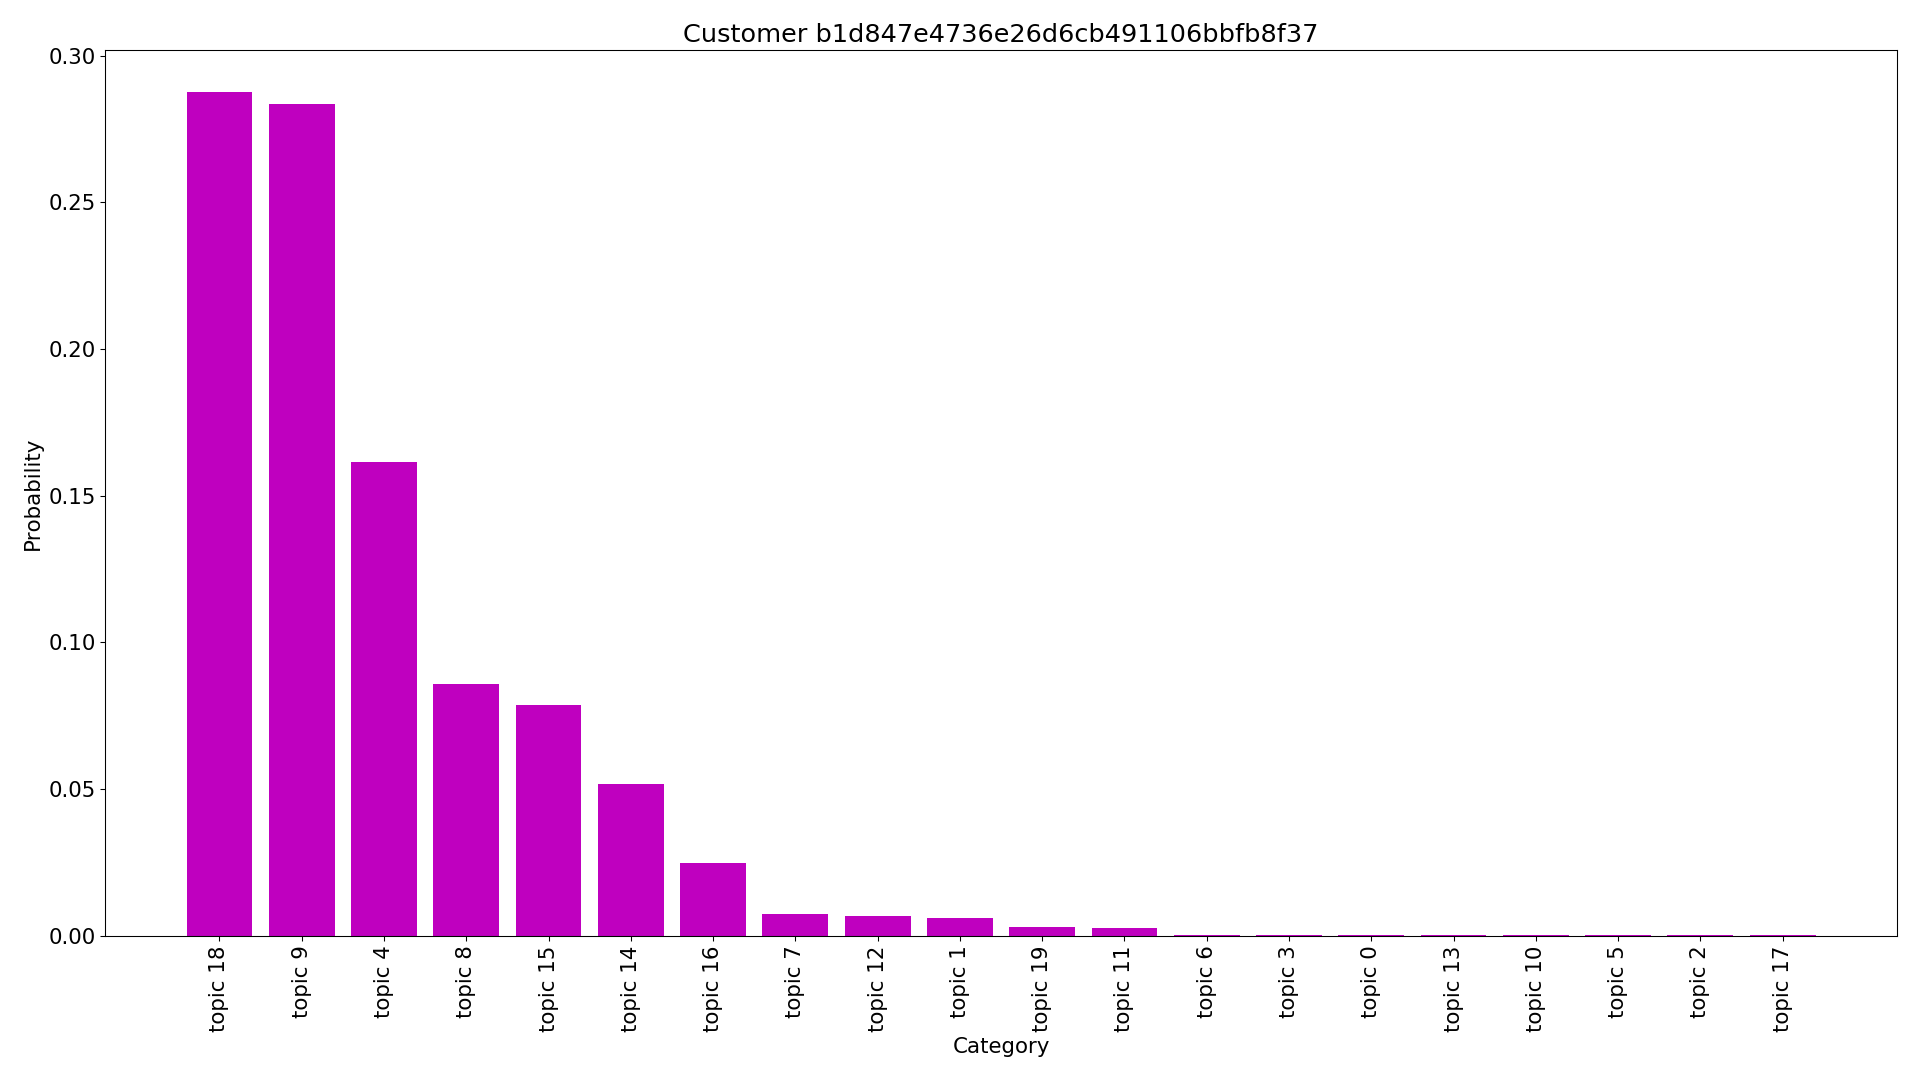 Customer b1d847e4736e26d6cb491106bbfb8f37
0.30
0.25
0.20
0.15
0.10
0.05
0.00
Probability
topic 18
topic 9
topic 4
topic 8
topic 15
topic 14
topic 16
topic 7
topic 12
topic 1
topic 19
topic 11
topic 6
topic 3
topic 0
topic 13
topic 10
topic 5
topic 2
topic 17
Category